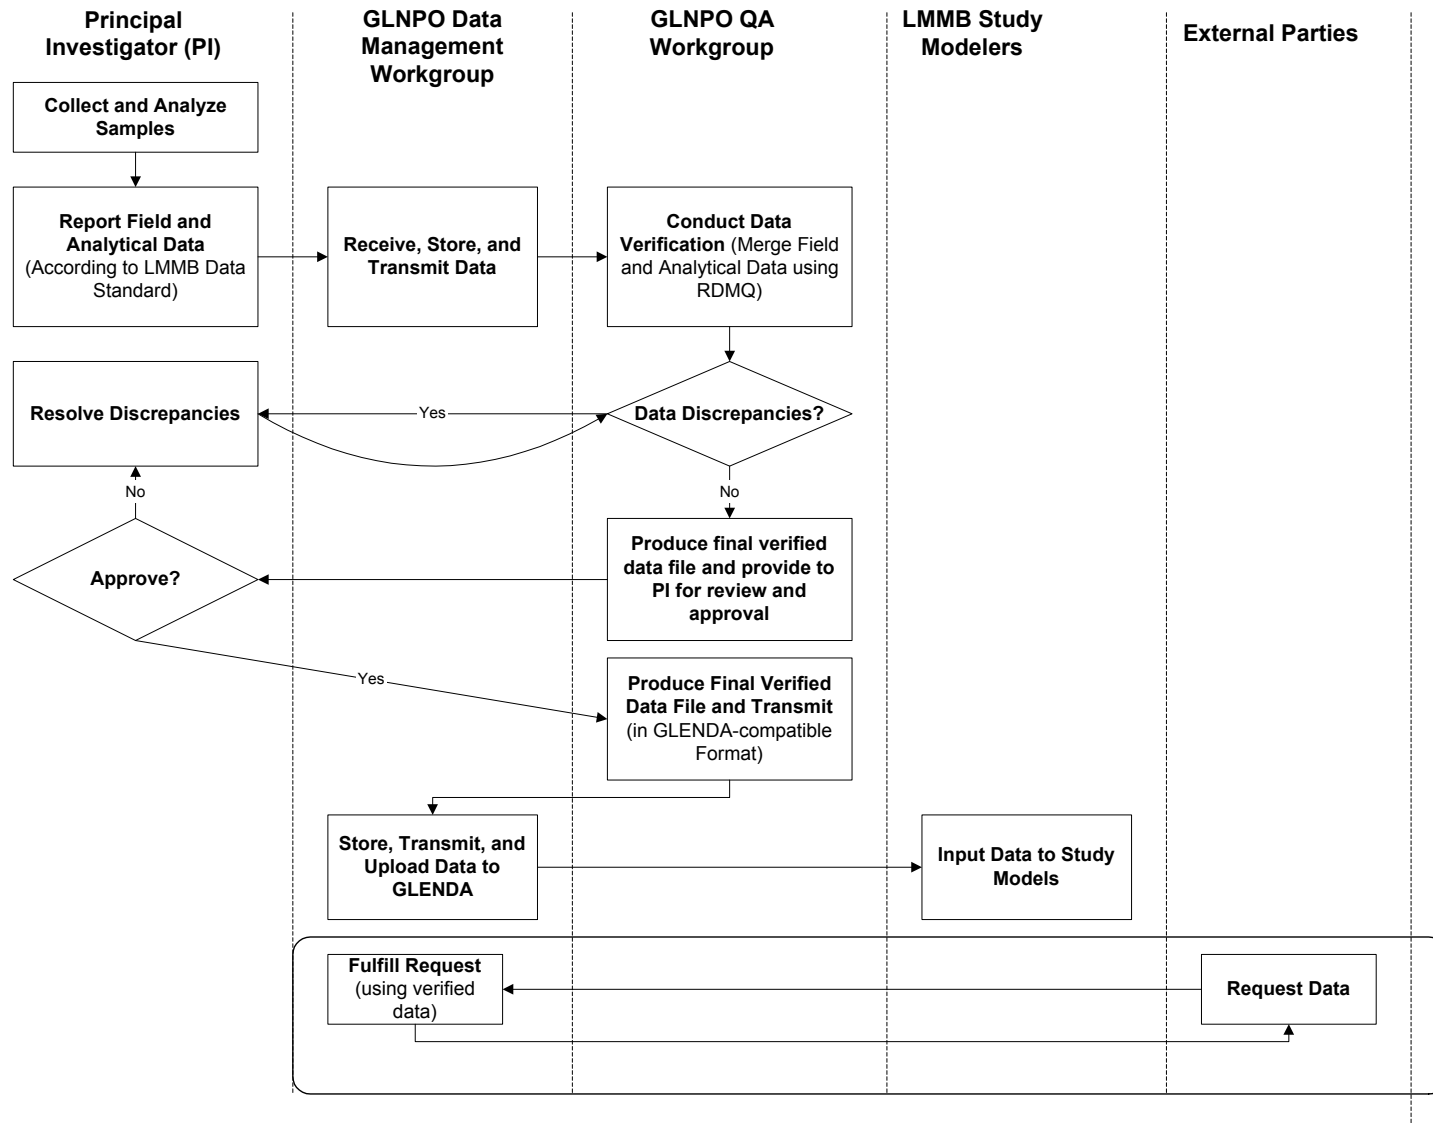 Principal
Investigator (PI)
GLNPO Data
Management
Workgroup
GLNPO QA
Workgroup
LMMB Study
Modelers
External Parties
Collect and Analyze
Samples
Report Field and
Analytical Data
(According to LMMB Data
Standard)
Receive, Store, and
Transmit Data
Conduct Data
Verification (Merge Field
and Analytical Data using
RDMQ)
Resolve Discrepancies
Yes
Data Discrepancies?
No
No
Approve?
Produce final verified
data file and provide to
PI for review and
approval
Yes
Produce Final Verified
Data File and Transmit
(in GLENDA-compatible
Format)
Store, Transmit, and
Upload Data to
GLENDA
Input Data to Study
Models
Fulfill Request
(using verified
data)
Request Data